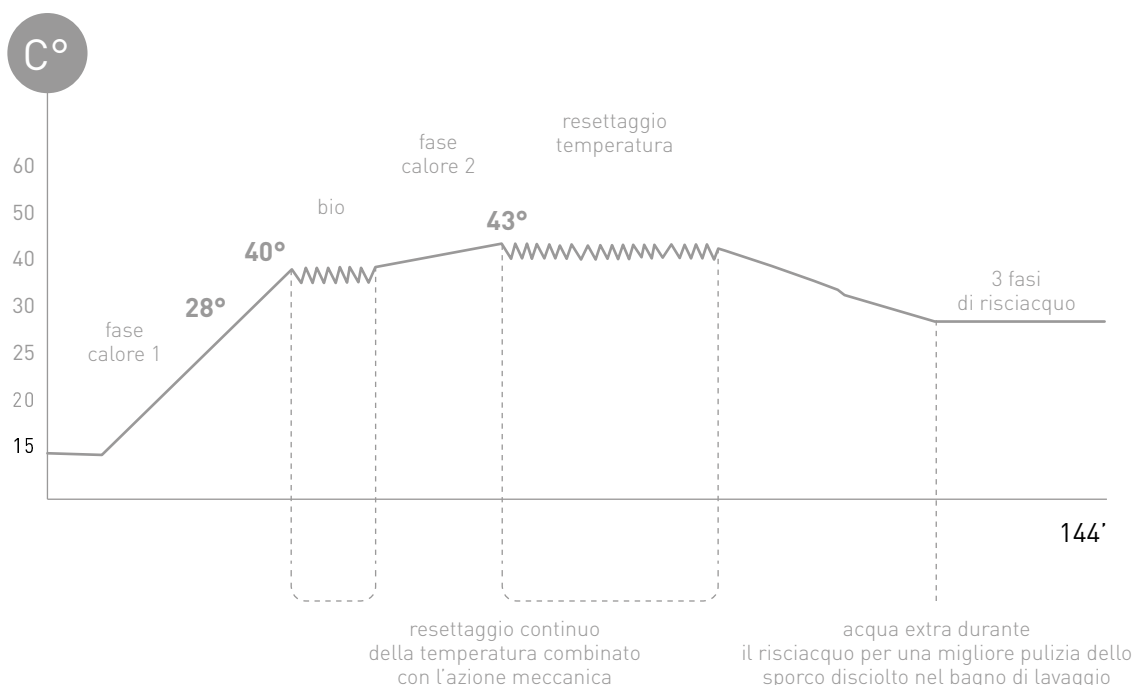 C°
resettaggio
temperatura
fase
calore 2
60
bio
50
43°
40°
40
3 fasi
di risciacquo
28°
30
fase
calore 1
25
20
15
144’
resettaggio continuo
della temperatura combinato
con l’azione meccanica
acqua extra durante
il risciacquo per una migliore pulizia dello
sporco disciolto nel bagno di lavaggio